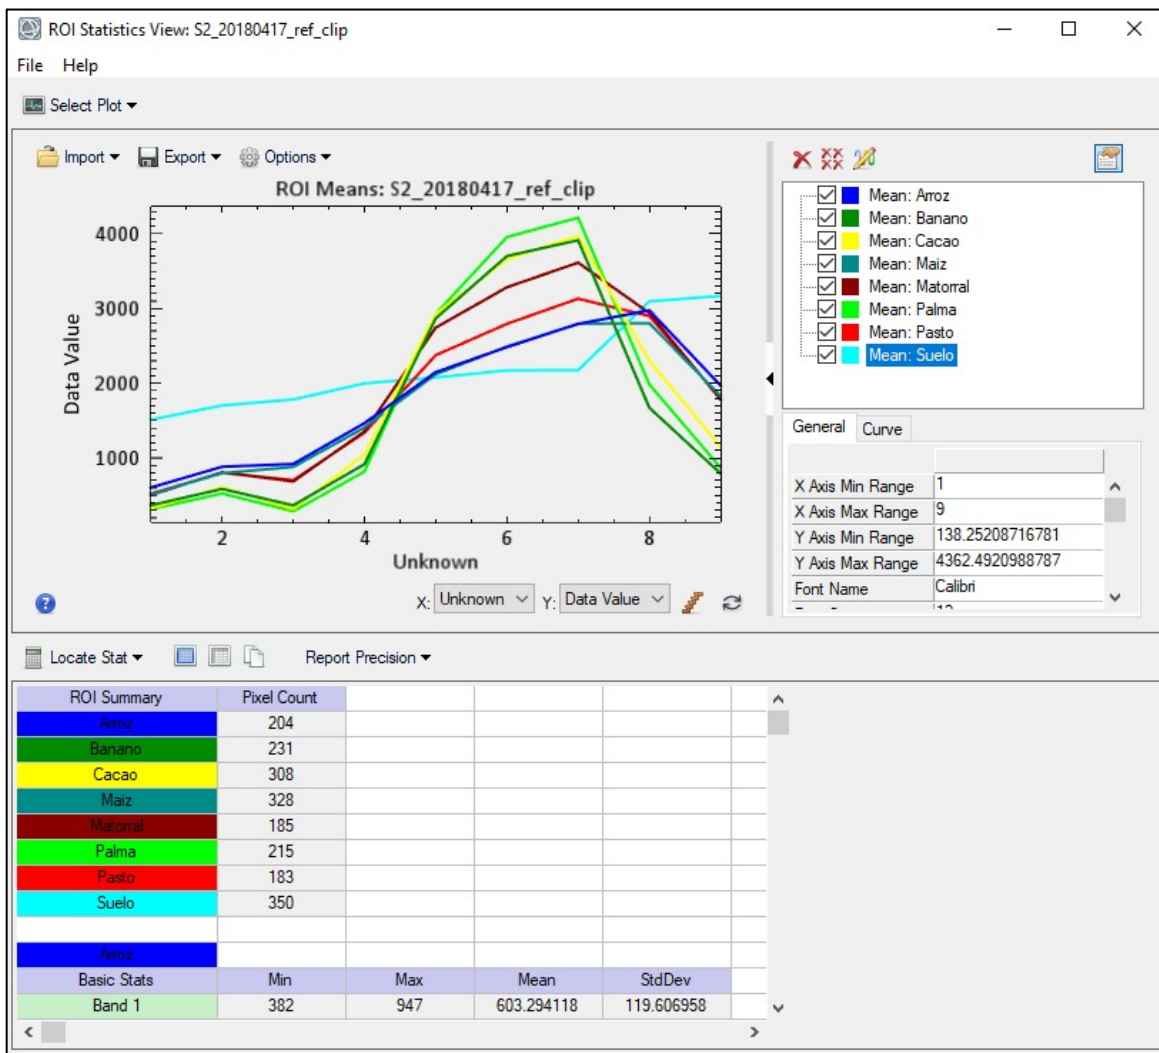 ROI Statistics View: S2_20180417_ref_clip
File Help
Select Plot
Import Export Options
ROI Means: S2_20180417_ref_clip
4000
3000
2000
1000
Data Value
2 4 6 8
Unknown
X: Unknown Y: Data Value
Mean: Arroz
Mean: Banano
Mean: Cacao
Mean: Maiz
Mean: Matorral
Mean: Palma
Mean: Pasto
Mean: Suelo
General Curve
X Axis Min Range 1
X Axis Max Range 9
Y Axis Min Range 138.25208716781
Y Axis Max Range 4362.4920988787
Font Name Calibri
Locate Stat Report Precision
ROI Summary Pixel Count
Arroz 204
Banano 231
Cacao 308
Maiz 328
Matorral 185
Palma 215
Pasto 183
Suelo 350
Arroz
Basic Stats Min Max Mean StdDev
Band 1 382 947 603.294118 119.606958